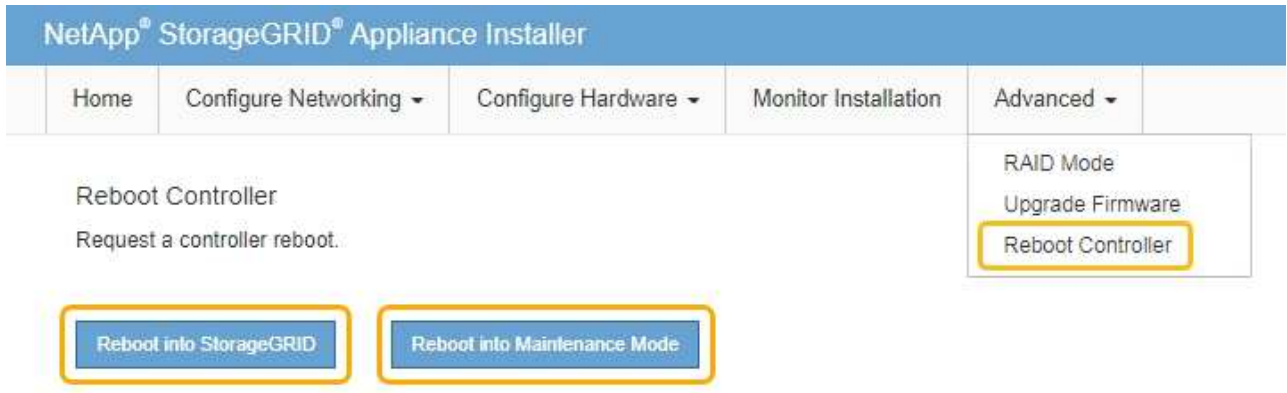 NetApp® StorageGRID® Appliance Installer
Home Configure Networking Configure Hardware Monitor Installation Advanced
RAID Mode
Upgrade Firmware
Reboot Controller
Reboot Controller
Request a controller reboot.
Reboot into StorageGRID Reboot into Maintenance Mode